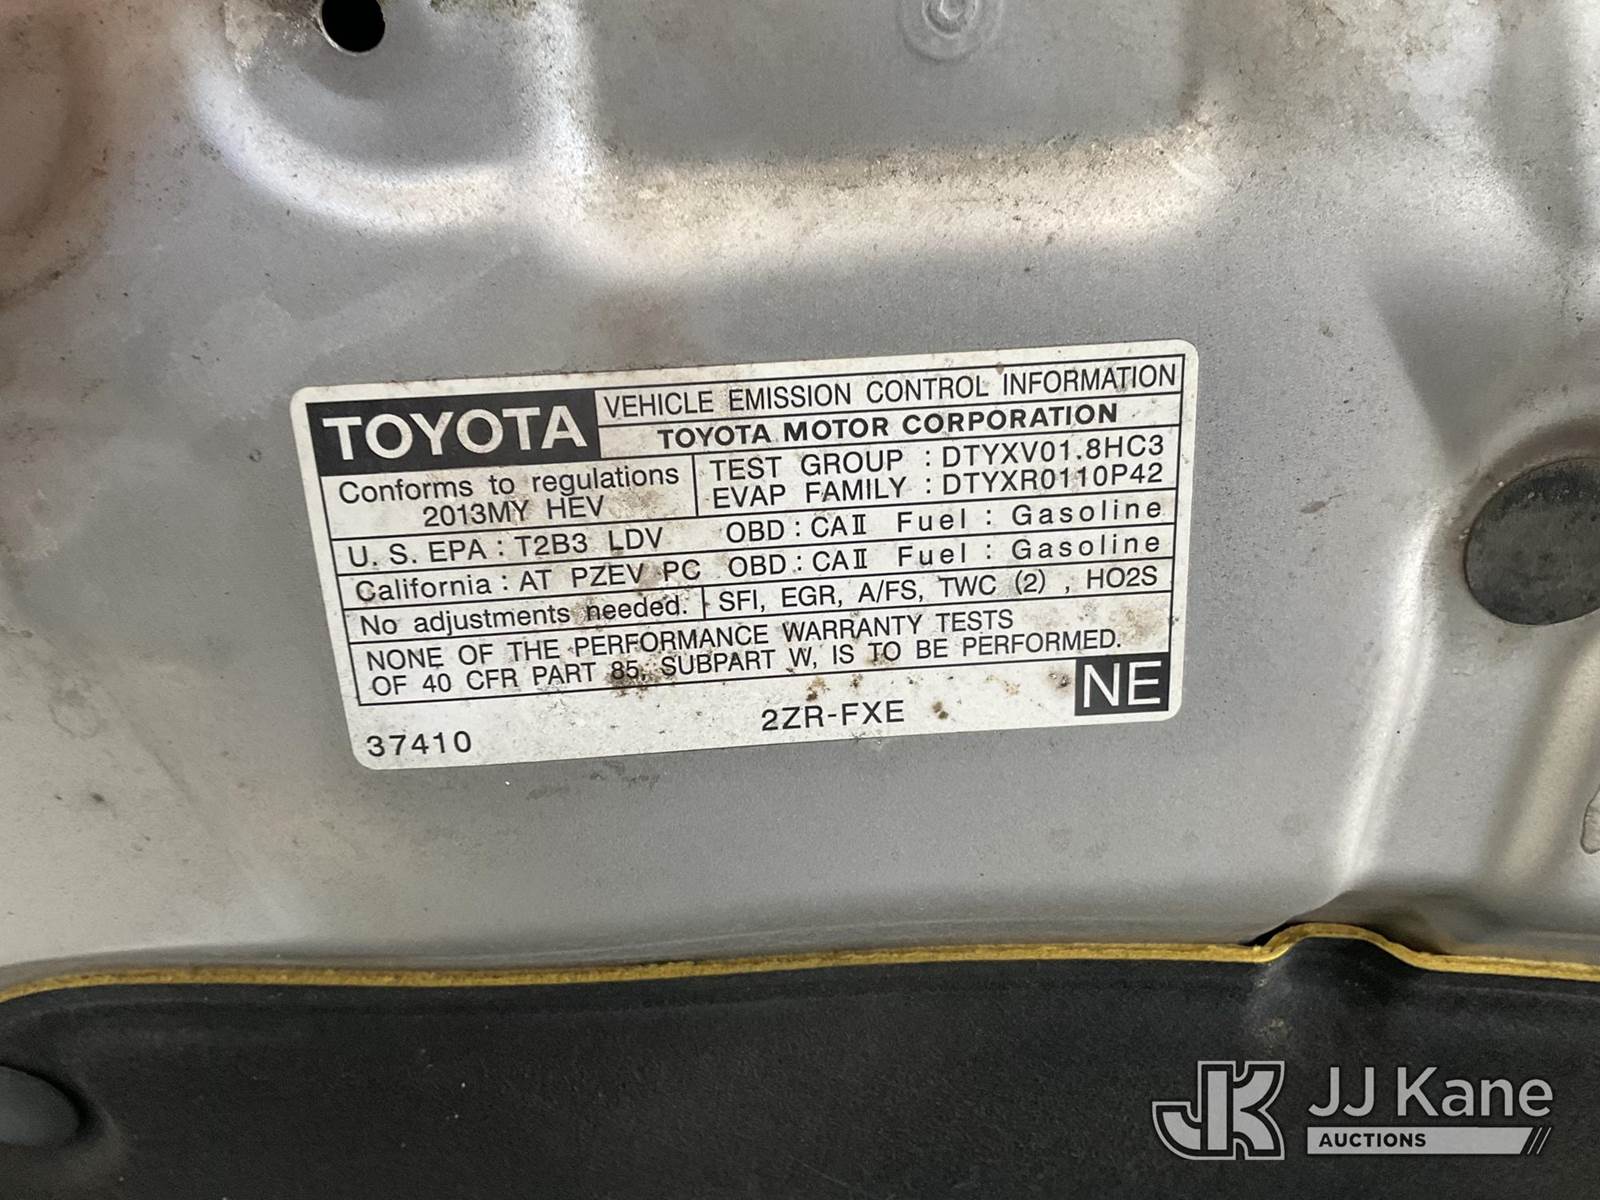 TOYOTA
VEHICLE EMISSION CONTROL INFORMATION
TOYOTA MOTOR CORPORATION
Conforms to regulations
2013MY HEV
TEST GROUP : DTYXV01.8HC3
EVAP FAMILY : DTYXR0110P42
U. S. EPA : T2B3 LDV OBD : CAⅡ Fuel : Gasoline
California : AT PZEV PC OBD : CAⅡ Fuel : Gasoline
No adjustments needed. SFI, EGR, A/FS, TWC (2) , HO2S
NONE OF THE PERFORMANCE WARRANTY TESTS
OF 40 CFR PART 85, SUBPART W, IS TO BE PERFORMED.
37410 2ZR-FXE NE
JK JJ Kane
AUCTIONS